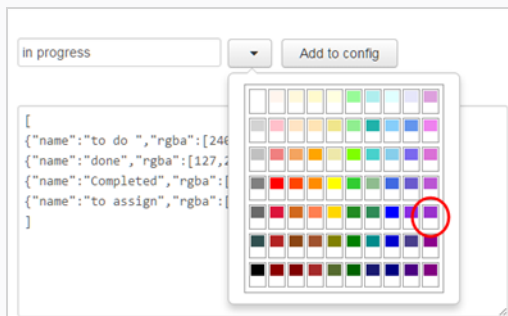 in progress
Add to config
[
{"name":"to do ","rgba":[246
{"name":"done","rgba":[127,2
{"name":"Completed","rgba":[
{"name":"to assign","rgba":[
]